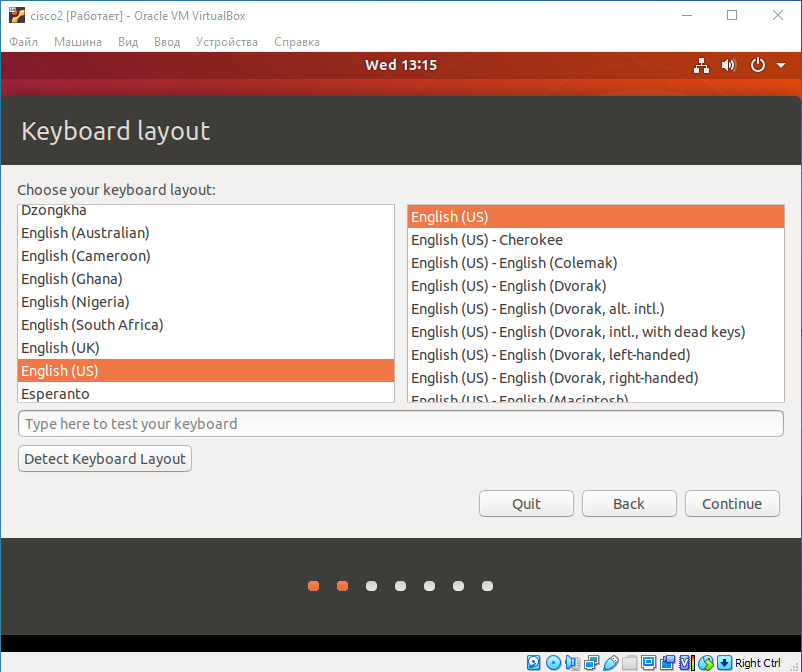 cisco2 [Работает] - Oracle VM VirtualBox
Файл Машина Вид Ввод Устройства Справка
Wed 13:15
Keyboard layout
Choose your keyboard layout:
Dzongkha
English (Australian)
English (Cameroon)
English (Ghana)
English (Nigeria)
English (South Africa)
English (UK)
English (US)
Esperanto
English (US)
English (US) - Cherokee
English (US) - English (Colemak)
English (US) - English (Dvorak)
English (US) - English (Dvorak, alt. intl.)
English (US) - English (Dvorak, intl., with dead keys)
English (US) - English (Dvorak, left-handed)
English (US) - English (Dvorak, right-handed)
English (US) - English (Macintosh)
Type here to test your keyboard
Detect Keyboard Layout
Quit Back Continue
Right Ctrl